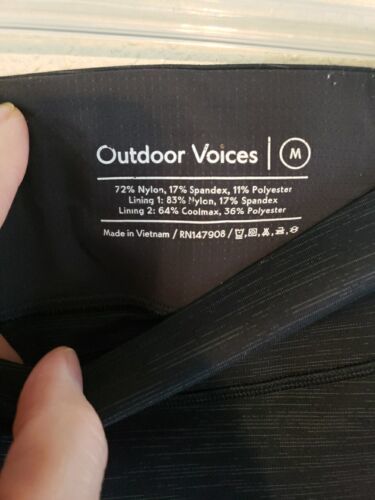 Outdoor Voices | M
72% Nylon, 17% Spandex, 11% Polyester
Lining 1: 83% Nylon, 17% Spandex
Lining 2: 64% Coolmax, 36% Polyester
Made in Vietnam / RN147908 /